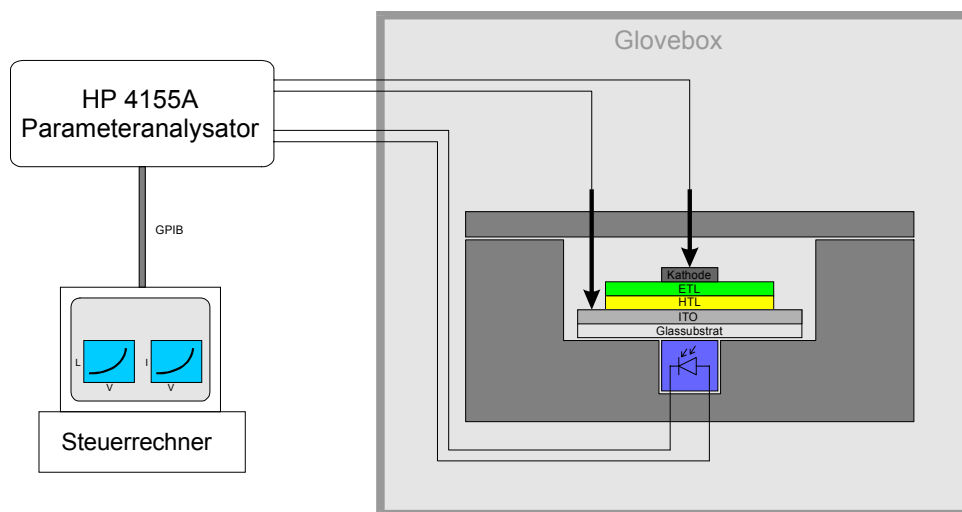 Glovebox
HP 4155A
Parameteranalysator
GPIB
Kathode
ETL
HTL
ITO
Glassubstrat
L
V
I
V
Steuerrechner